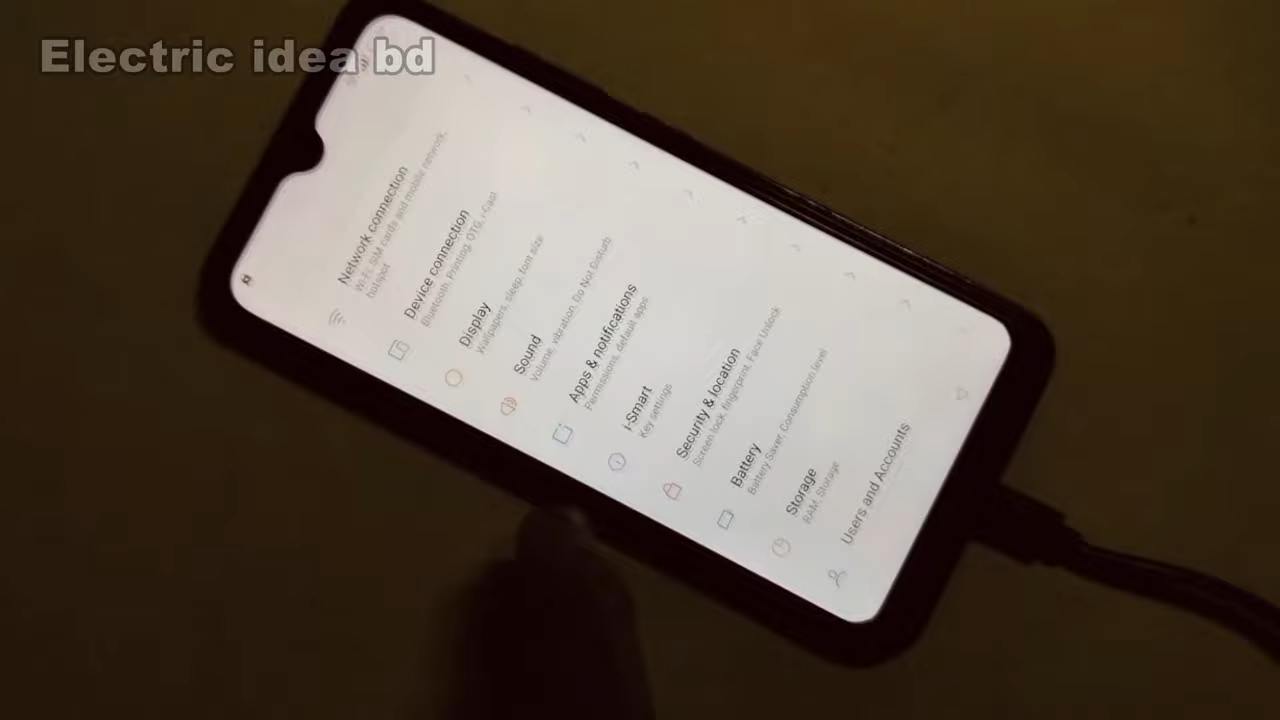 Electric idea bd
Network connection
Wi-Fi, SIM cards and mobile network,
hotspot
Device connection
Bluetooth, Printing, OTG, i-Cast
Display
Wallpapers, sleep, font size
Sound
Volume, vibration, Do Not Disturb
Apps & notifications
Permissions, default apps
i-Smart
Key settings
Security & location
Screen lock, fingerprint, Face Unlock
Battery
Battery Saver, Consumption level
Storage
RAM, Storage
Users and Accounts